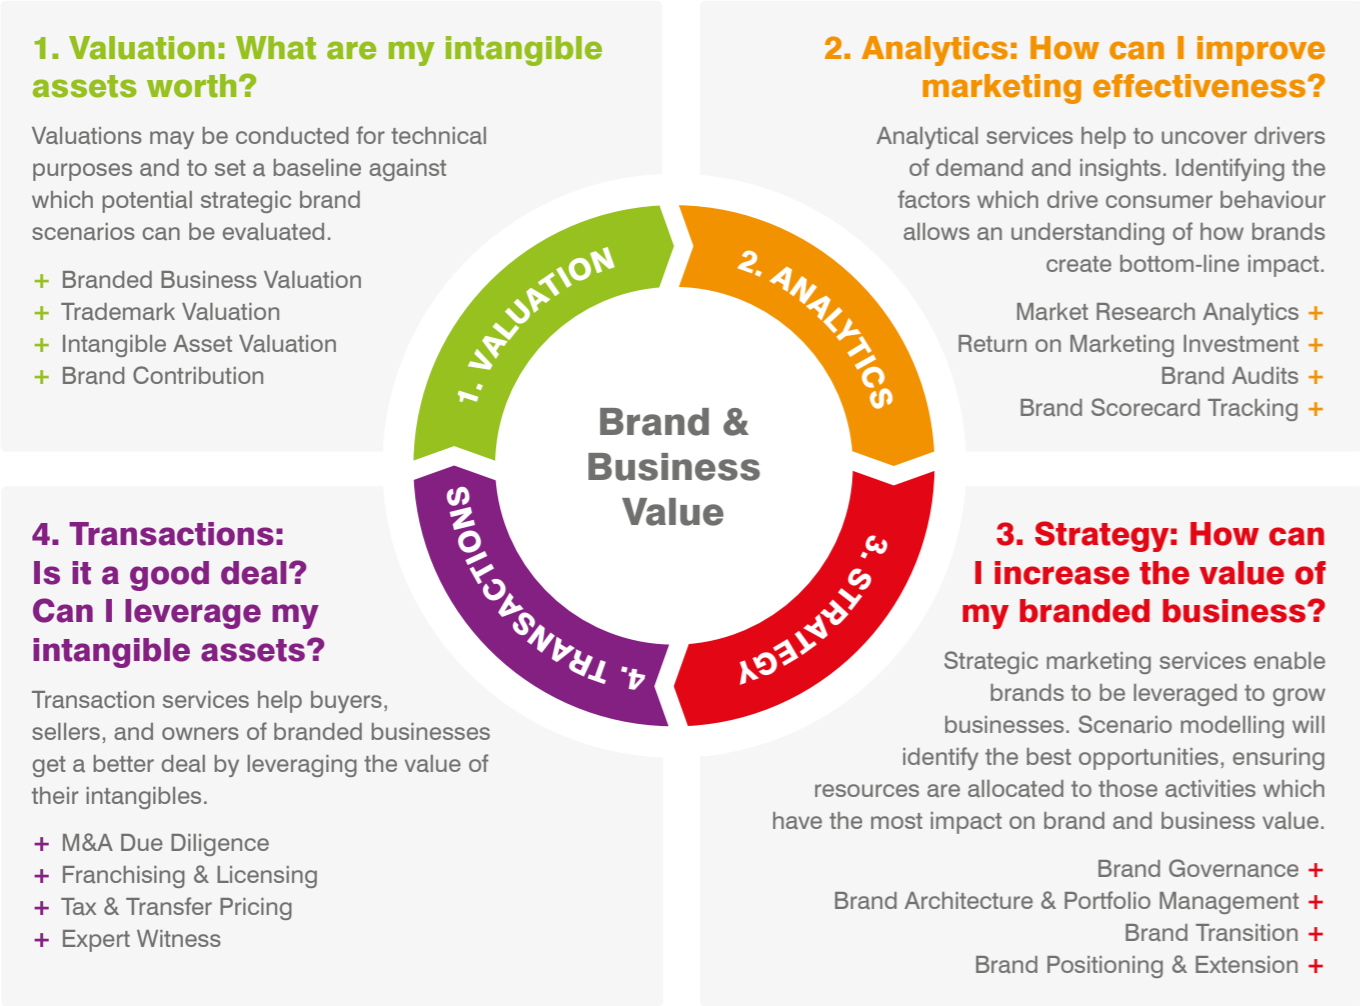 1. Valuation: What are my intangible
assets worth?
Valuations may be conducted for technical
purposes and to set a baseline against
which potential strategic brand
scenarios can be evaluated.
+ Branded Business Valuation
+ Trademark Valuation
+ Intangible Asset Valuation
+ Brand Contribution
2. Analytics: How can I improve
marketing effectiveness?
Analytical services help to uncover drivers
of demand and insights. Identifying the
factors which drive consumer behaviour
allows an understanding of how brands
create bottom-line impact.
Market Research Analytics +
Return on Marketing Investment +
Brand Audits +
Brand Scorecard Tracking +
1. VALUATION
2. ANALYTICS
3. STRATEGY
4. TRANSACTIONS
Brand &
Business
Value
4. Transactions:
Is it a good deal?
Can I leverage my
intangible assets?
Transaction services help buyers,
sellers, and owners of branded businesses
get a better deal by leveraging the value of
their intangibles.
+ M&A Due Diligence
+ Franchising & Licensing
+ Tax & Transfer Pricing
+ Expert Witness
3. Strategy: How can
I increase the value of
my branded business?
Strategic marketing services enable
brands to be leveraged to grow
businesses. Scenario modelling will
identify the best opportunities, ensuring
resources are allocated to those activities which
have the most impact on brand and business value.
Brand Governance +
Brand Architecture & Portfolio Management +
Brand Transition +
Brand Positioning & Extension +